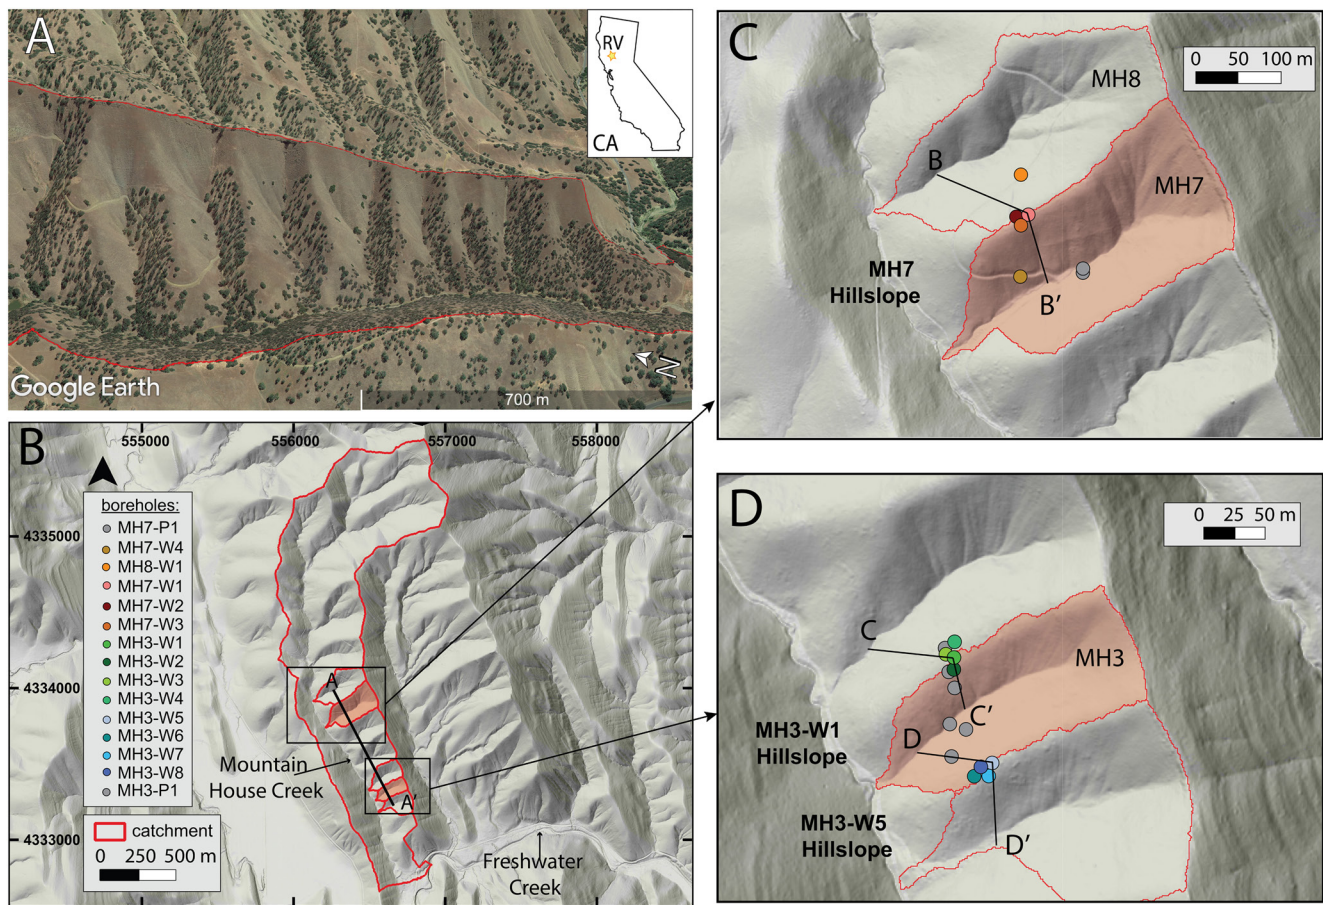 A
RV
CA
Google Earth
N
700 m
B
555000
556000
557000
558000
4335000
4334000
4333000
boreholes:
MH7-P1
MH7-W4
MH8-W1
MH7-W1
MH7-W2
MH7-W3
MH3-W1
MH3-W2
MH3-W3
MH3-W4
MH3-W5
MH3-W6
MH3-W7
MH3-W8
MH3-P1
catchment
0 250 500 m
A
A'
Mountain
House Creek
Freshwater
Creek
C
0 50 100 m
MH8
B
MH7
MH7
Hillslope
B'
D
0 25 50 m
C
MH3
C'
MH3-W1
Hillslope
D
MH3-W5
Hillslope
D'